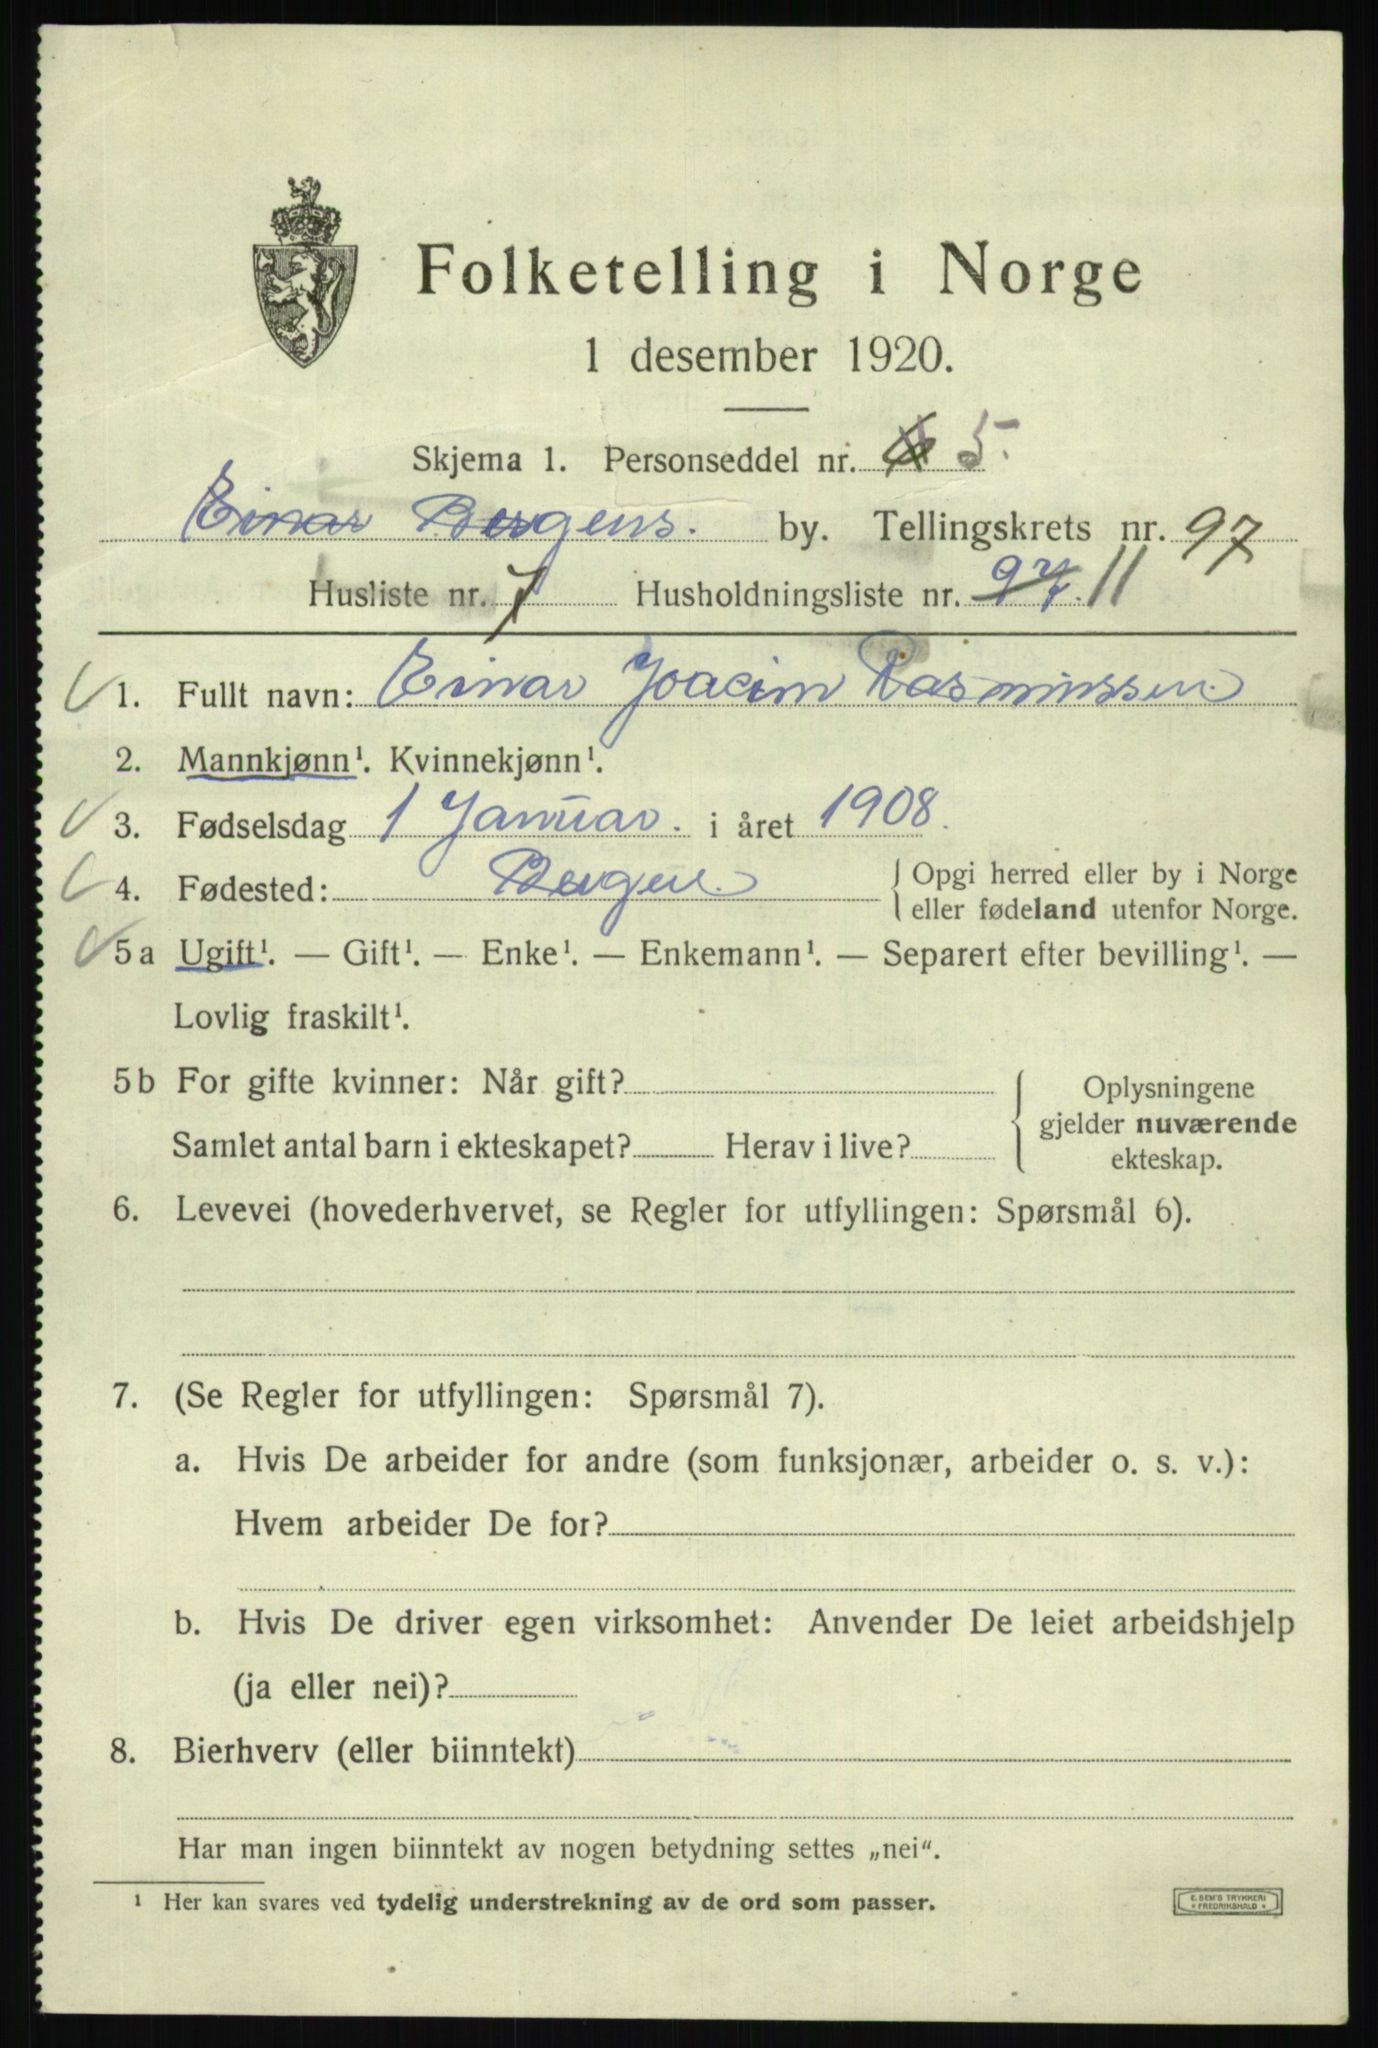 Folketelling i Norge
1 desember 1920.
Skjema 1. Personseddel nr. 5.
Einar Bergens. by. Tellingskrets nr. 97
Husliste nr. 7 Husholdningsliste nr. 97. 11
1. Fullt navn: Einar Joacim Rasmussen.
2. Mannkjønn¹. Kvinnekjønn¹.
3. Fødselsdag 1 Januar. i året 1908.
4. Fødested: Bergen. { Opgi herred eller by i Norge
eller fødeland utenfor Norge.
5a Ugift¹. — Gift¹. — Enke¹. — Enkemann¹. — Separert efter bevilling¹. —
Lovlig fraskilt¹.
5b For gifte kvinner: Når gift? { Oplysningene
gjelder nuværende
Samlet antal barn i ekteskapet? Herav i live?
ekteskap.
6. Levevei (hovederhvervet, se Regler for utfyllingen: Spørsmål 6).
7. (Se Regler for utfyllingen: Spørsmål 7).
a. Hvis De arbeider for andre (som funksjonær, arbeider o. s. v.):
Hvem arbeider De for?
b. Hvis De driver egen virksomhet: Anvender De leiet arbeidshjelp
(ja eller nei)?
8. Bierhverv (eller biinntekt)
Har man ingen biinntekt av nogen betydning settes „nei“.
¹ Her kan svares ved tydelig understrekning av de ord som passer.
E. SEM'S TRYKKERI
* FREDRIKSHALD *